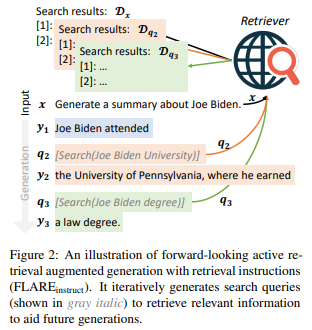 Search results: 𝓓x
[1]: Search results: 𝓓q2
[2]: [1]: Search results: 𝓓q3
[2]: [1]: ...
[2]: ...
Retriever
Input
x Generate a summary about Joe Biden.
x
y1 Joe Biden attended
q2
q2 [Search(Joe Biden University)]
Generation
y2 the University of Pennsylvania, where he earned
q3 [Search(Joe Biden degree)]
q3
y3 a law degree.
Figure 2: An illustration of forward-looking active re-
trieval augmented generation with retrieval instructions
(FLAREinstruct). It iteratively generates search queries
(shown in gray italic) to retrieve relevant information
to aid future generations.